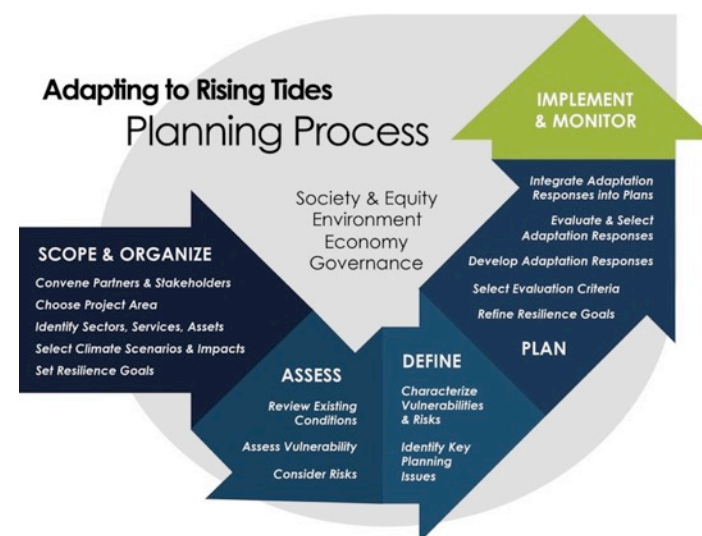 Adapting to Rising Tides
Planning Process
Society & Equity
Environment
Economy
Governance
SCOPE & ORGANIZE
Convene Partners & Stakeholders
Choose Project Area
Identify Sectors, Services, Assets
Select Climate Scenarios & Impacts
Set Resilience Goals
ASSESS
Review Existing
Conditions
Assess Vulnerability
Consider Risks
DEFINE
Characterize
Vulnerabilities
& Risks
Identify Key
Planning
Issues
IMPLEMENT
& MONITOR
Integrate Adaptation
Responses into Plans
Evaluate & Select
Adaptation Responses
Develop Adaptation Responses
Select Evaluation Criteria
Refine Resilience Goals
PLAN